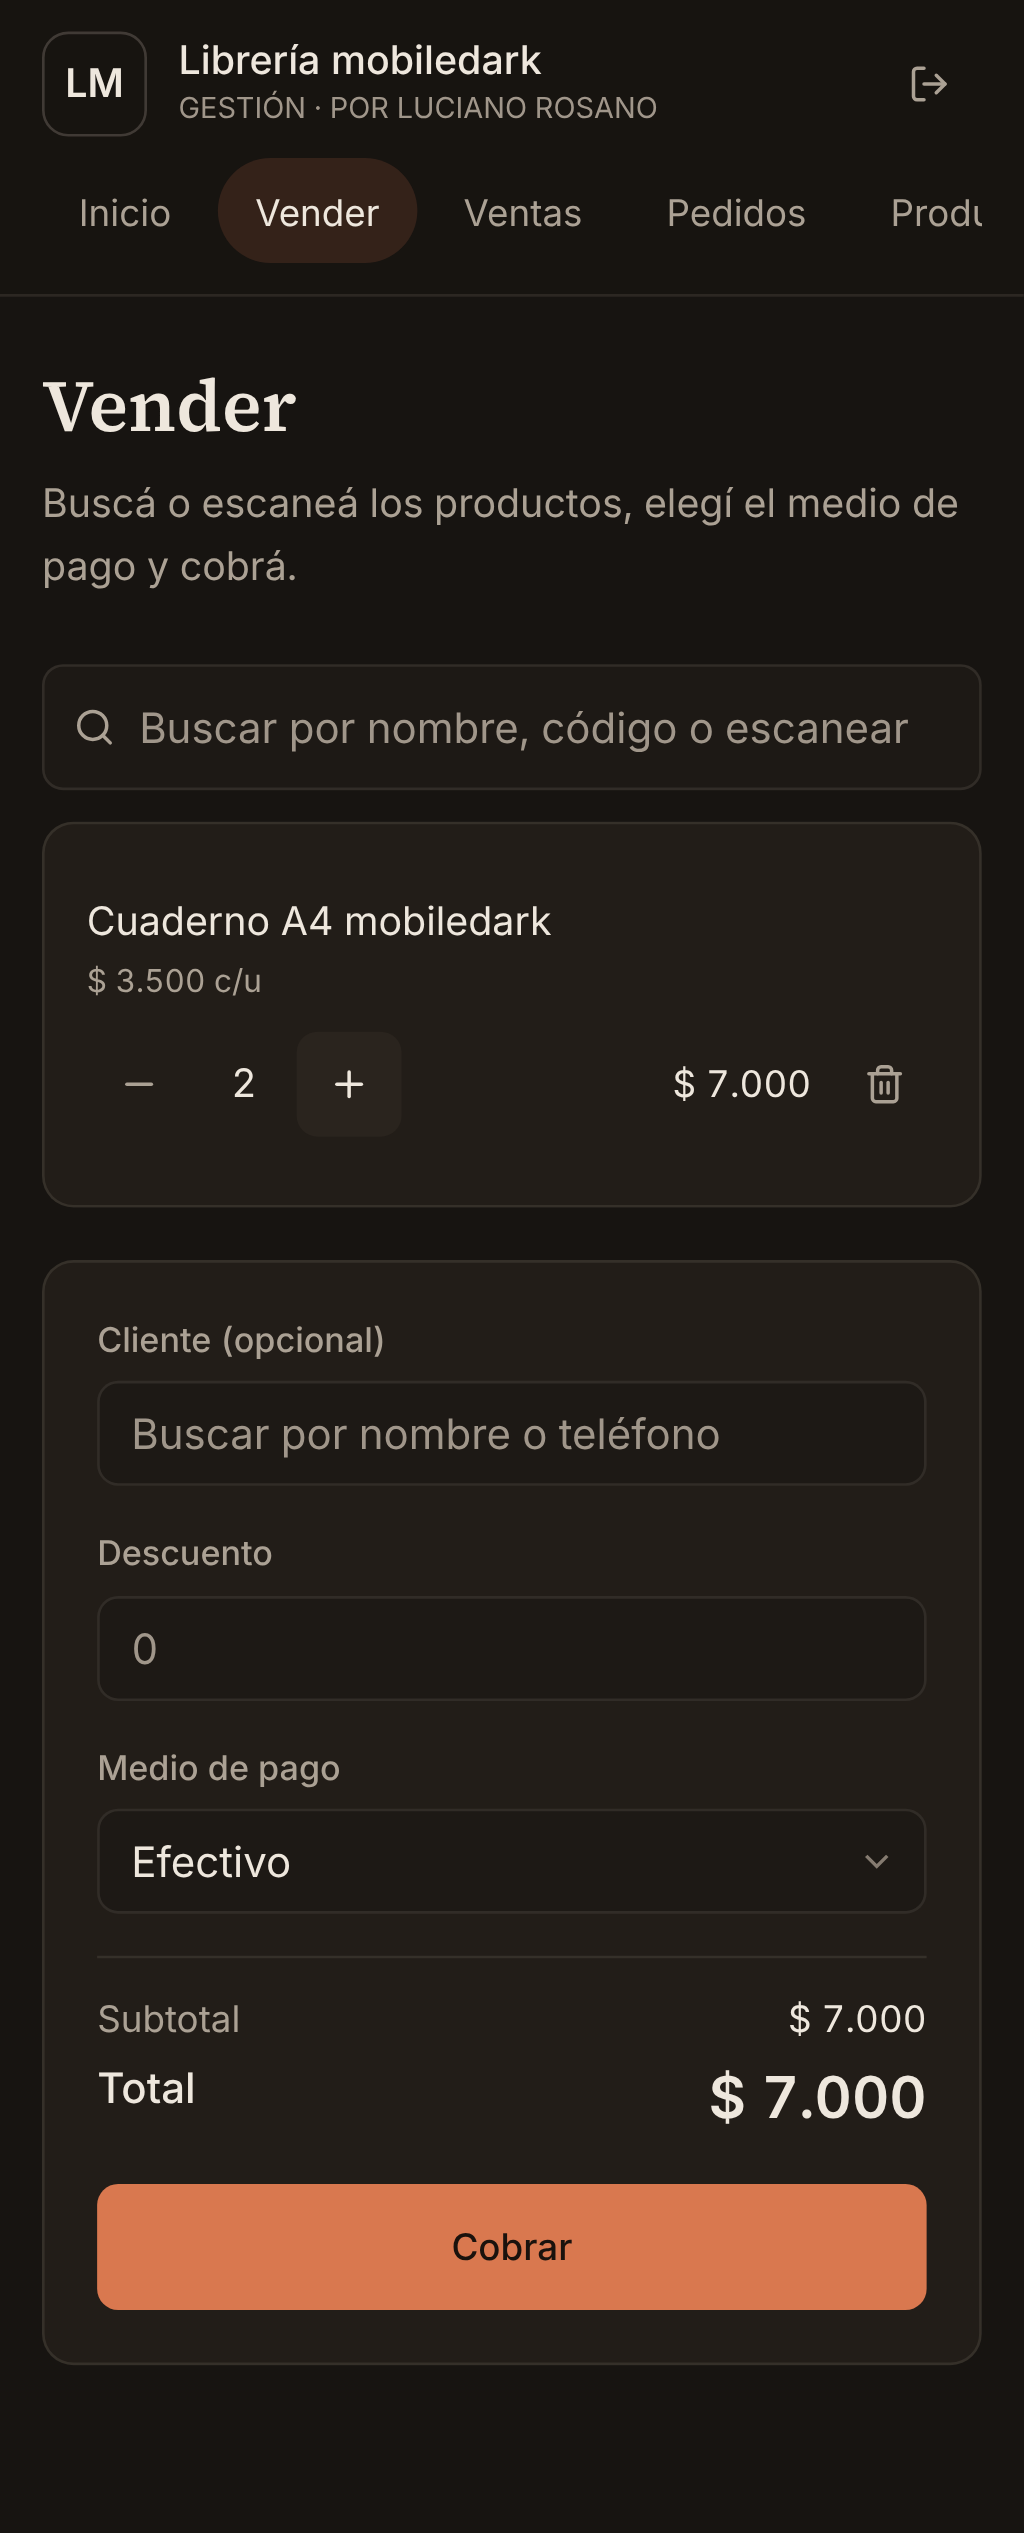 LM
Librería mobiledark
GESTIÓN · POR LUCIANO ROSANO
Inicio Vender Ventas Pedidos
Vender
Buscá o escaneá los productos, elegí el medio de
pago y cobrá.
Buscar por nombre, código o escanear
Cuaderno A4 mobiledark
$ 3.500 c/u
2 $ 7.000
Cliente (opcional)
Buscar por nombre o teléfono
Descuento
0
Medio de pago
Efectivo
Subtotal $ 7.000
Total $ 7.000
Cobrar